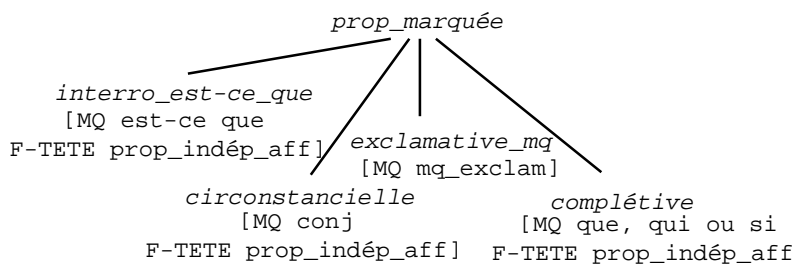 prop_marquée
interro_est-ce_que
[MQ est-ce que
F-TETE prop_indép_aff]
exclamative_mq
[MQ mq_exclam]
circonstancielle
[MQ conj
F-TETE prop_indép_aff]
complétive
[MQ que, qui ou si
F-TETE prop_indép_aff